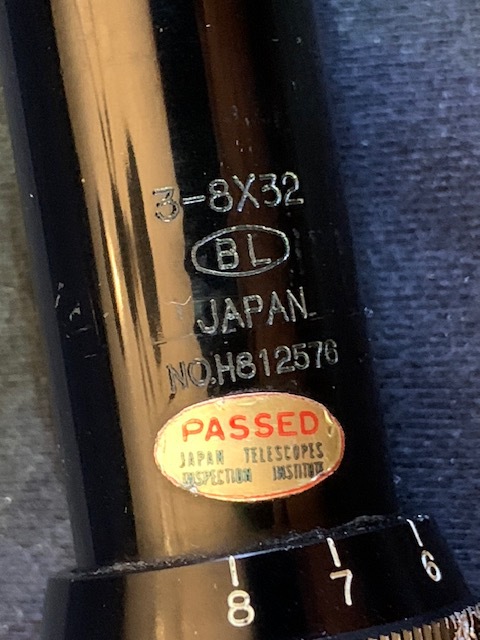 3-8X32
BL
JAPAN
NO.H812576
PASSED
JAPAN TELESCOPES
INSPECTION INSTITUTE
8 7 6